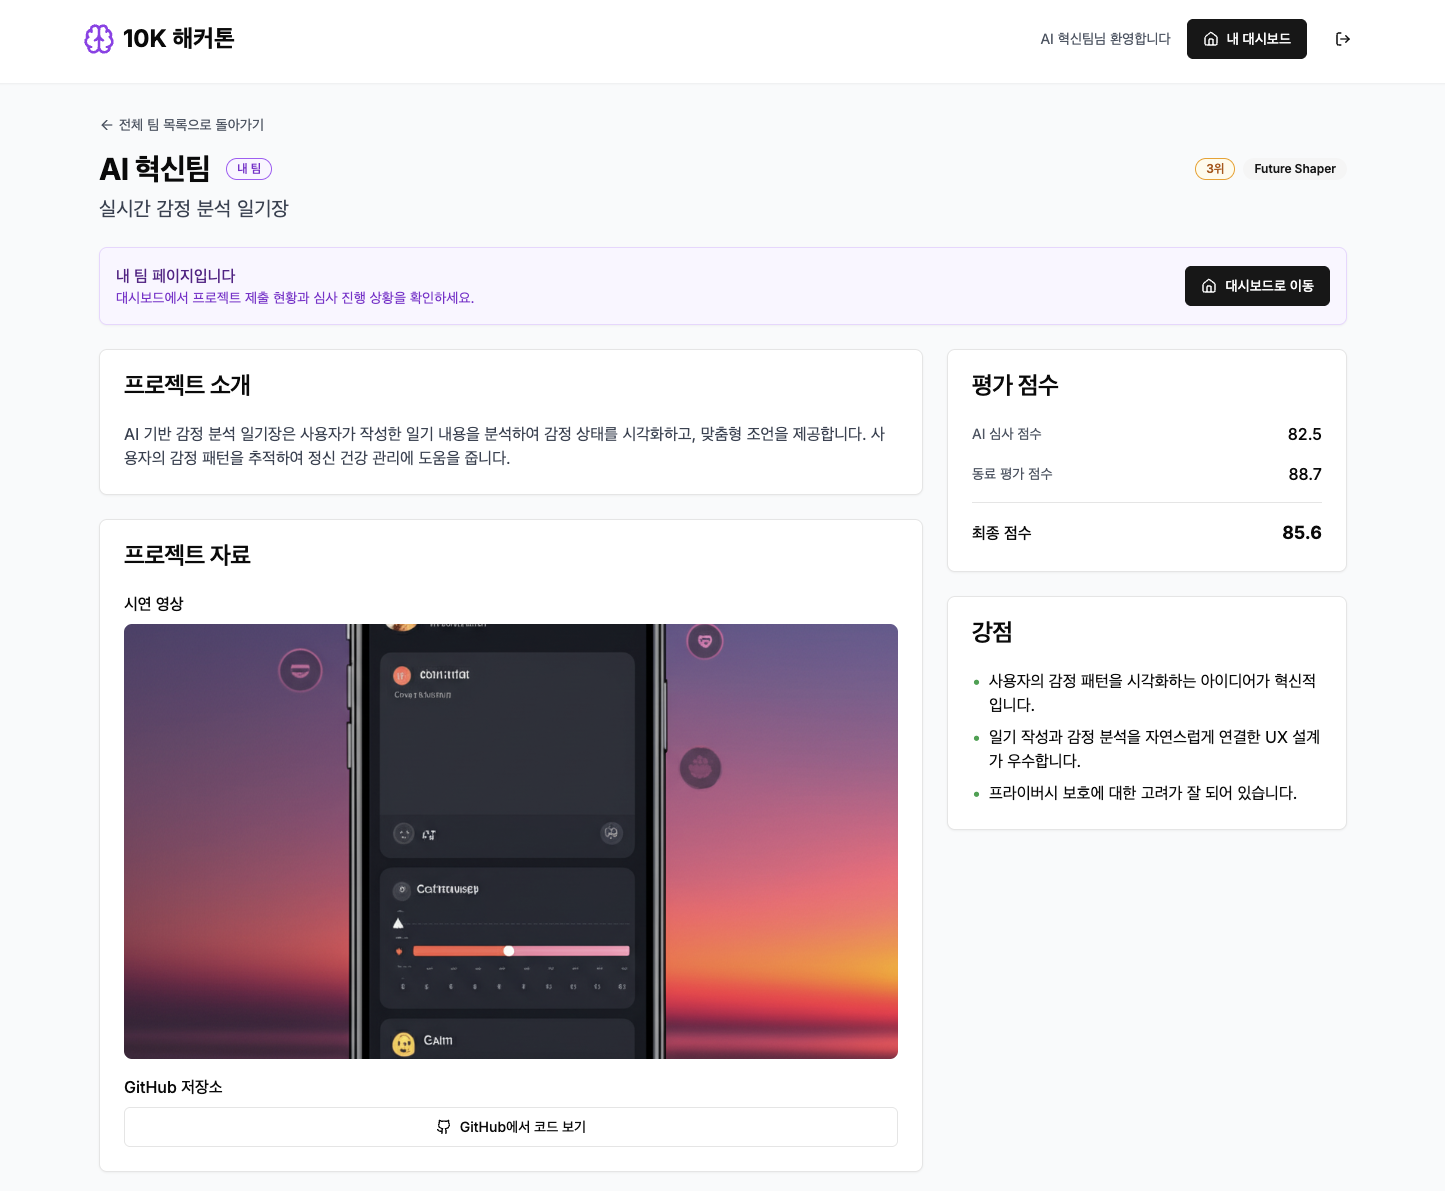 10K 해커톤
AI 혁신팀님 환영합니다
내 대시보드
전체 팀 목록으로 돌아가기
AI 혁신팀
내 팀
3위
Future Shaper
실시간 감정 분석 일기장
내 팀 페이지입니다
대시보드에서 프로젝트 제출 현황과 심사 진행 상황을 확인하세요.
대시보드로 이동
프로젝트 소개
AI 기반 감정 분석 일기장은 사용자가 작성한 일기 내용을 분석하여 감정 상태를 시각화하고, 맞춤형 조언을 제공합니다. 사
용자의 감정 패턴을 추적하여 정신 건강 관리에 도움을 줍니다.
프로젝트 자료
시연 영상
GitHub 저장소
GitHub에서 코드 보기
평가 점수
AI 심사 점수 82.5
동료 평가 점수 88.7
최종 점수 85.6
강점
사용자의 감정 패턴을 시각화하는 아이디어가 혁신적
입니다.
일기 작성과 감정 분석을 자연스럽게 연결한 UX 설계
가 우수합니다.
프라이버시 보호에 대한 고려가 잘 되어 있습니다.